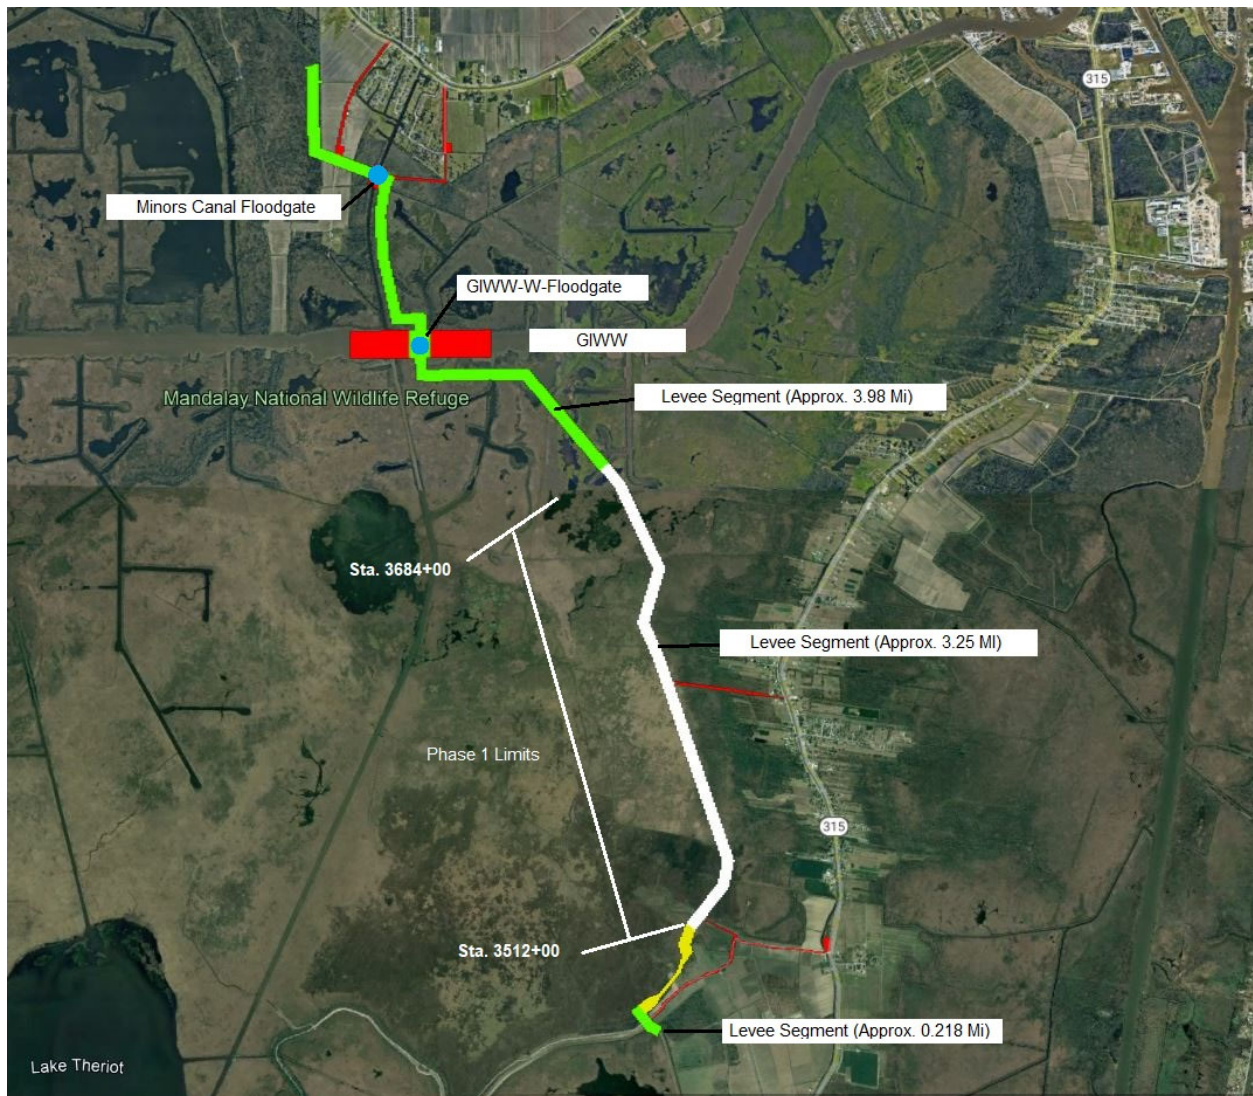 315
Minors Canal Floodgate
GIWW-W-Floodgate
GIWW
Mandalay National Wildlife Refuge
Levee Segment (Approx. 3.98 Mi)
Sta. 3684+00
Levee Segment (Approx. 3.25 MI)
Phase 1 Limits
315
Sta. 3512+00
Levee Segment (Approx. 0.218 Mi)
Lake Theriot